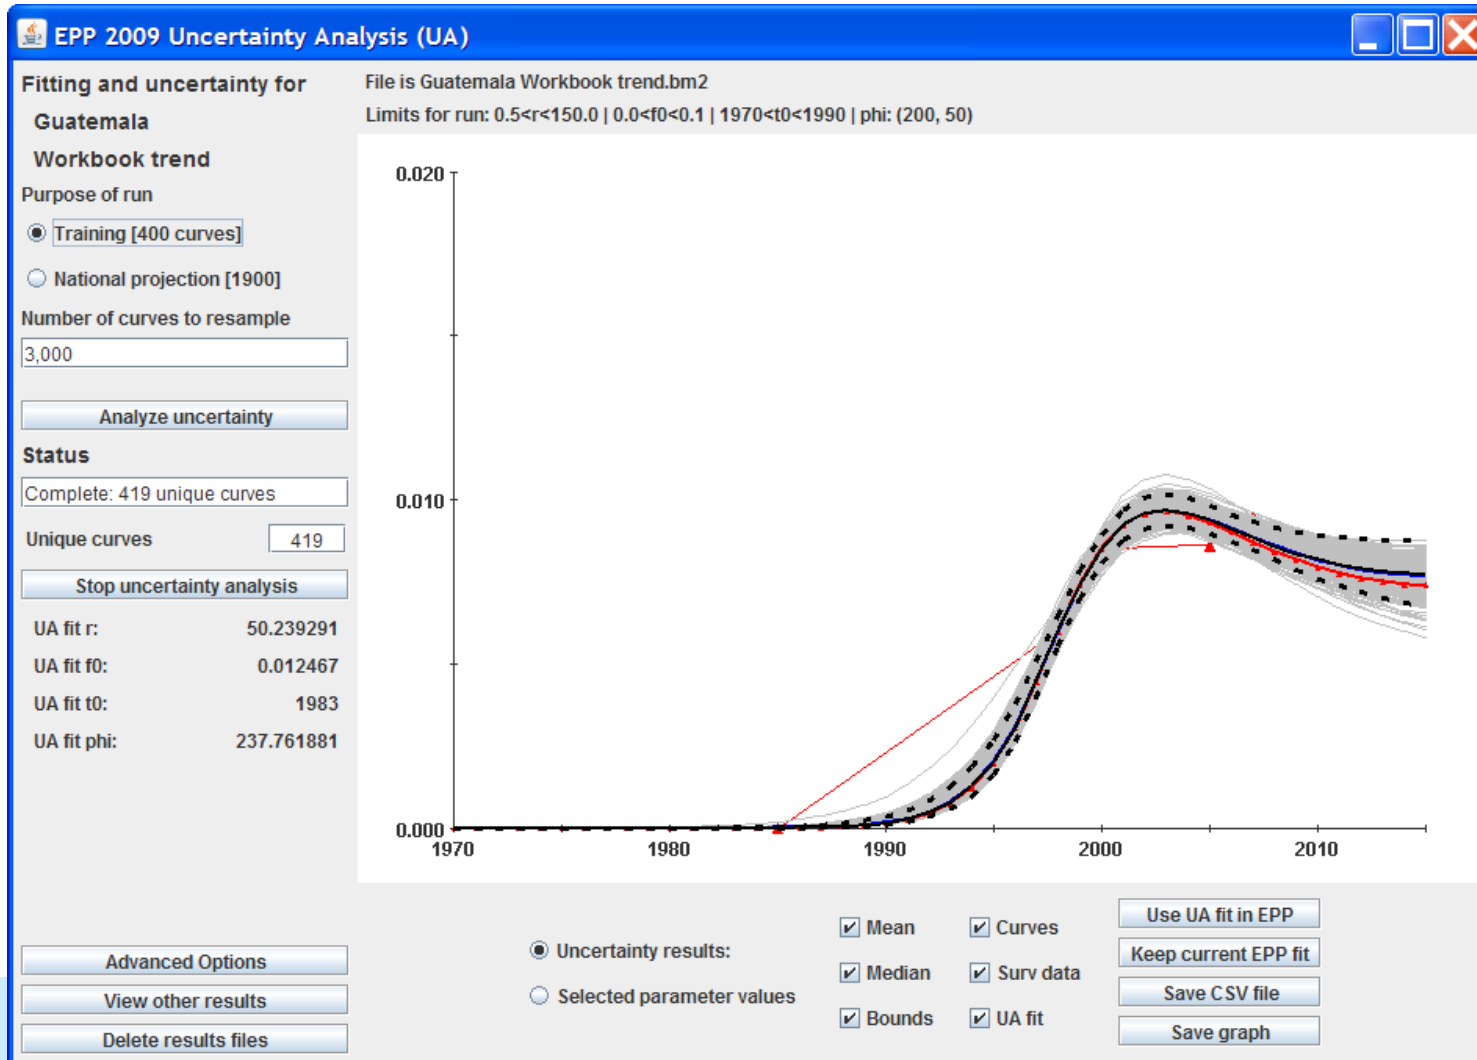 EPP 2009 Uncertainty Analysis (UA)
Fitting and uncertainty for
Guatemala
Workbook trend
Purpose of run
Training [400 curves]
National projection [1900]
Number of curves to resample
3,000
Analyze uncertainty
Status
Complete: 419 unique curves
Unique curves 419
Stop uncertainty analysis
UA fit r: 50.239291
UA fit f0: 0.012467
UA fit t0: 1983
UA fit phi: 237.761881
Advanced Options
View other results
Delete results files
File is Guatemala Workbook trend.bm2
Limits for run: 0.5<r<150.0 | 0.0<f0<0.1 | 1970<t0<1990 | phi: (200, 50)
0.020
0.010
0.000
1970 1980 1990 2000 2010
Uncertainty results:
Selected parameter values
Mean
Median
Bounds
Curves
Surv data
UA fit
Use UA fit in EPP
Keep current EPP fit
Save CSV file
Save graph